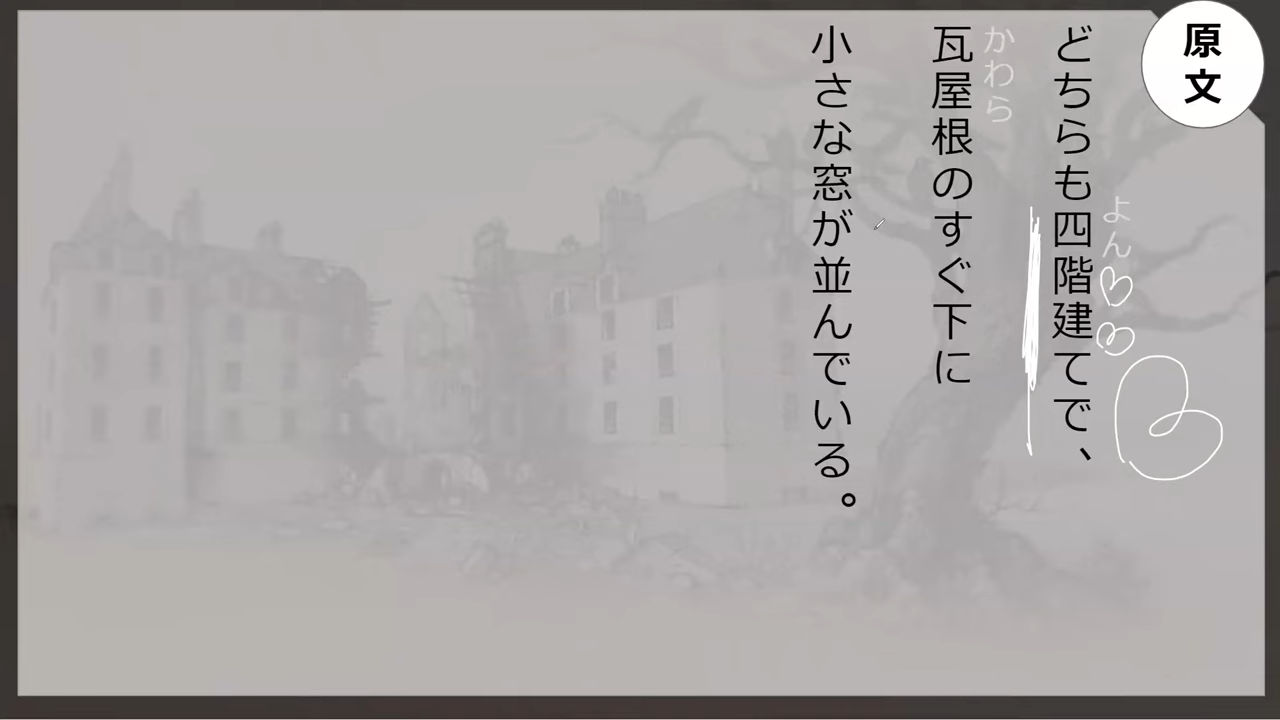 原文
どちらも四階建てで、
よん
瓦屋根のすぐ下に
かわら
小さな窓が並んでいる。